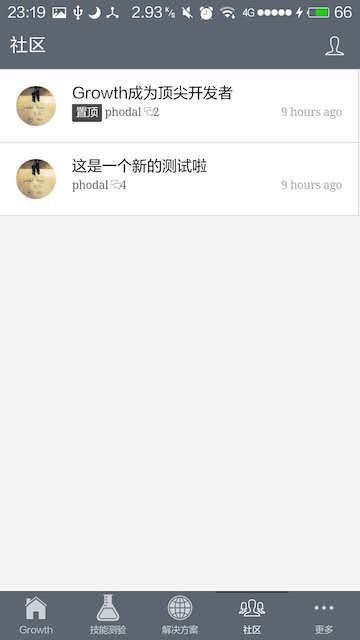 23:19 2.93 K/s 4G 66
社区
Growth成为顶尖开发者
置顶 phodal 2 9 hours ago
这是一个新的测试啦
phodal 4 9 hours ago
Growth 技能测验 解决方案 社区 更多